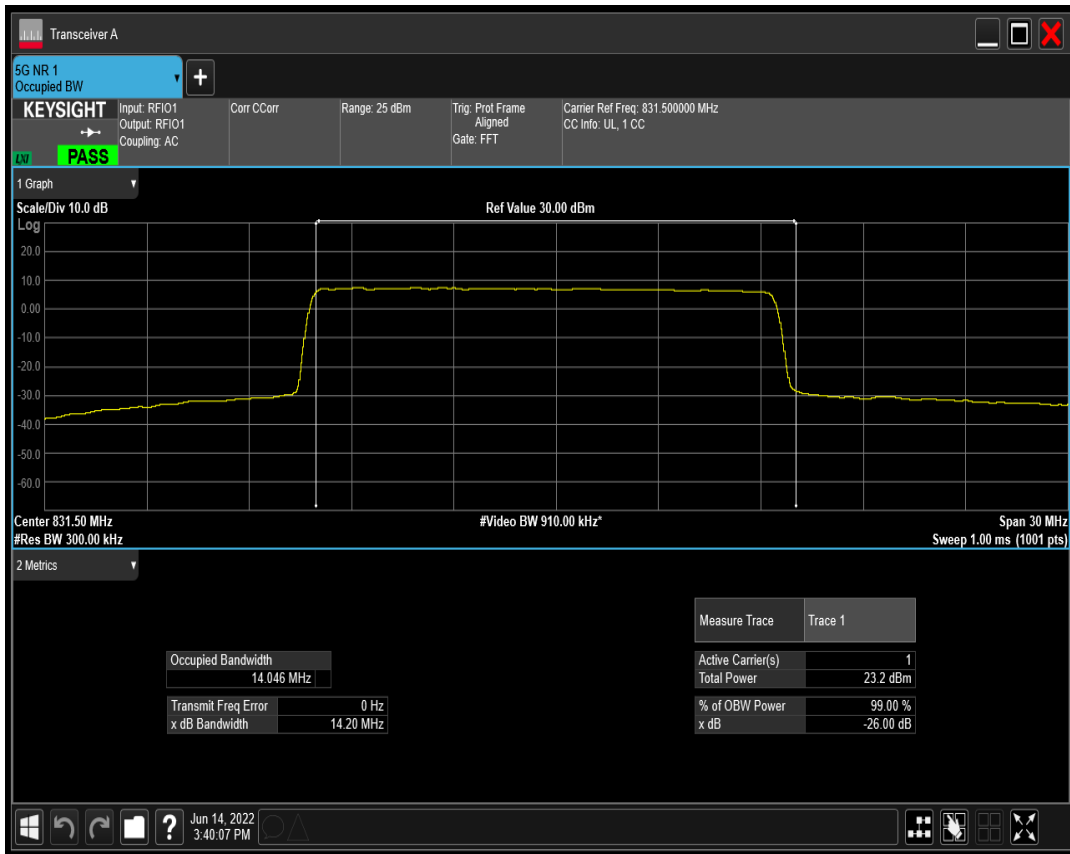 Transceiver A
5G NR 1
Occupied BW
KEYSIGHT
LXI
PASS
Input: RFIO1
Output: RFIO1
Coupling: AC
Corr CCorr
Range: 25 dBm
Trig: Prot Frame
Aligned
Gate: FFT
Carrier Ref Freq: 831.500000 MHz
CC Info: UL, 1 CC
1 Graph
Scale/Div 10.0 dB
Ref Value 30.00 dBm
Log
20.0
10.0
0.00
-10.0
-20.0
-30.0
-40.0
-50.0
-60.0
Center 831.50 MHz
#Video BW 910.00 kHz*
Span 30 MHz
#Res BW 300.00 kHz
Sweep 1.00 ms (1001 pts)
2 Metrics
Measure Trace Trace 1
Occupied Bandwidth
14.046 MHz
Active Carrier(s) 1
Total Power 23.2 dBm
Transmit Freq Error 0 Hz
x dB Bandwidth 14.20 MHz
% of OBW Power 99.00 %
x dB -26.00 dB
?
Jun 14, 2022
3:40:07 PM